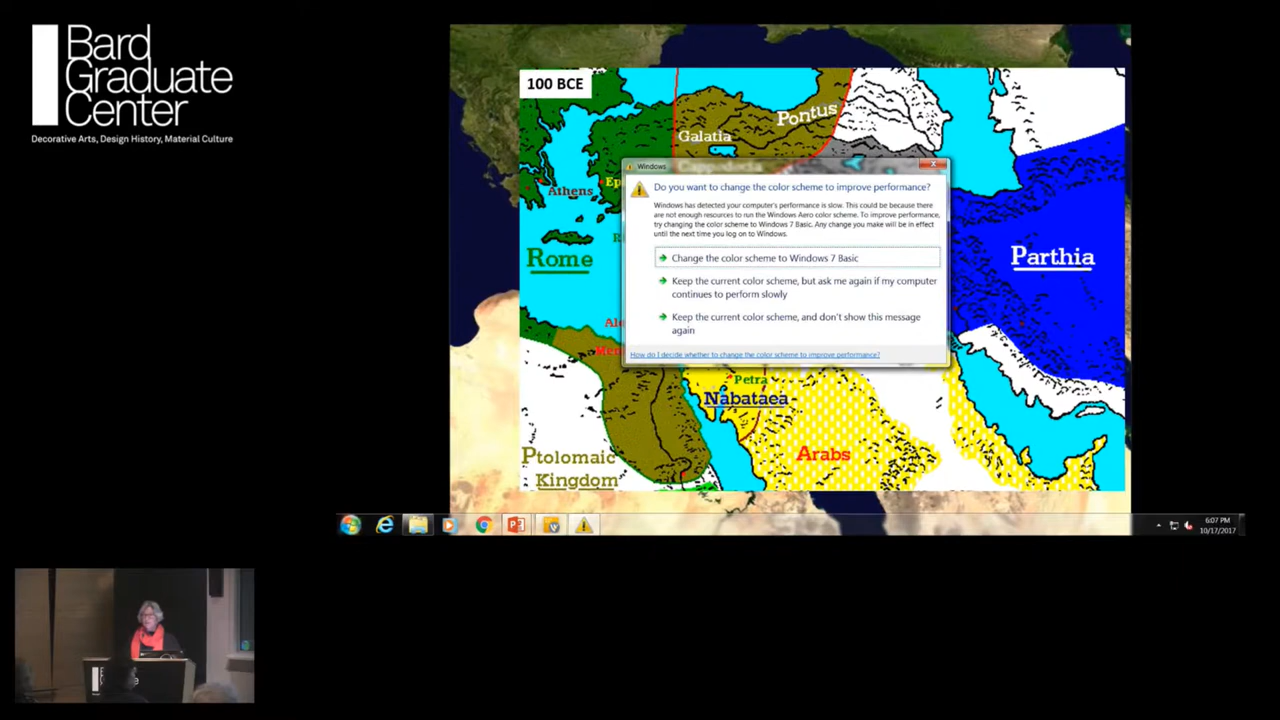 Bard
Graduate
Center
Decorative Arts, Design History, Material Culture
100 BCE
Pontus
Galatia
Windows
Do you want to change the color scheme to improve performance?
Windows has detected your computer's performance is slow. This could be because there
are not enough resources to run the Windows Aero color scheme. To improve performance,
try changing the color scheme to Windows 7 Basic. Any change you make will be in effect
until the next time you log on to Windows.
Change the color scheme to Windows 7 Basic
Keep the current color scheme, but ask me again if my computer
continues to perform slowly
Keep the current color scheme, and don't show this message
again
How do I decide whether to change the color scheme to improve performance?
Athens
Rome
Parthia
Petra
Nabataea
Arabs
Ptolomaic
Kingdom
6:07 PM
10/17/2017